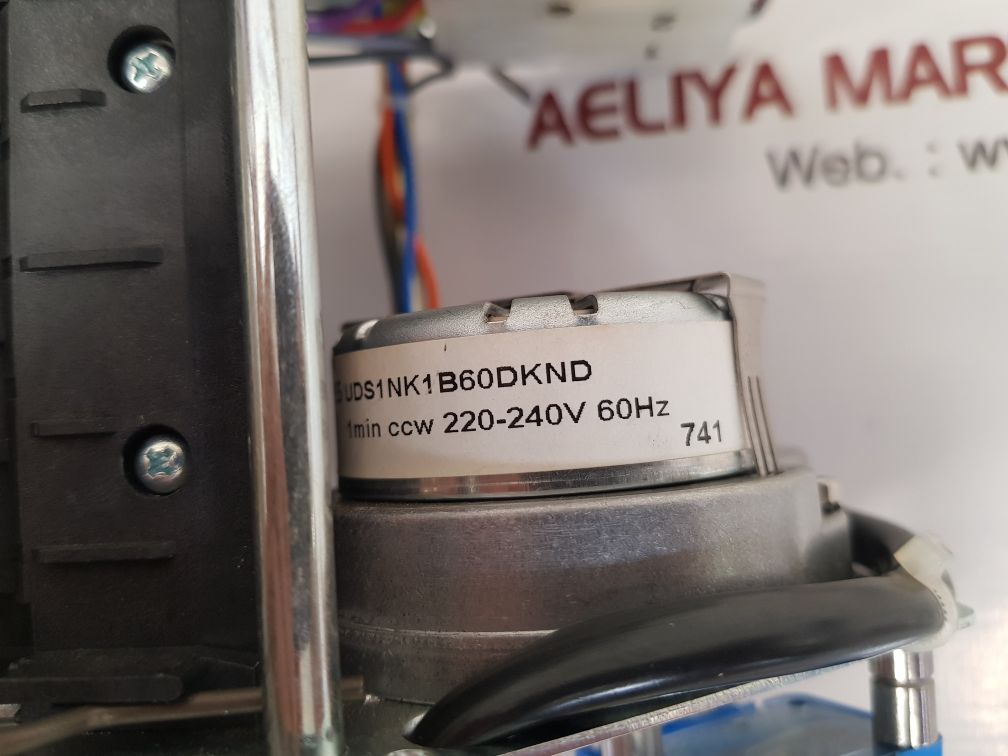 AELIYA MAR
Web. : w
UDS1NK1B60DKND
1min ccw 220-240V 60Hz
741